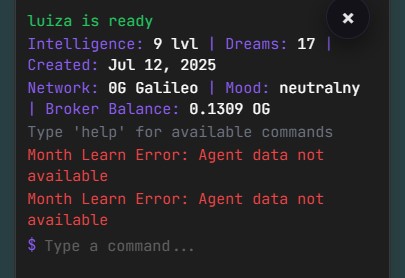 luiza is ready
Intelligence: 9 lvl | Dreams: 17 |
Created: Jul 12, 2025
Network: 0G Galileo | Mood: neutralny
| Broker Balance: 0.1309 OG
Type 'help' for available commands
Month Learn Error: Agent data not
available
Month Learn Error: Agent data not
available
$ Type a command...